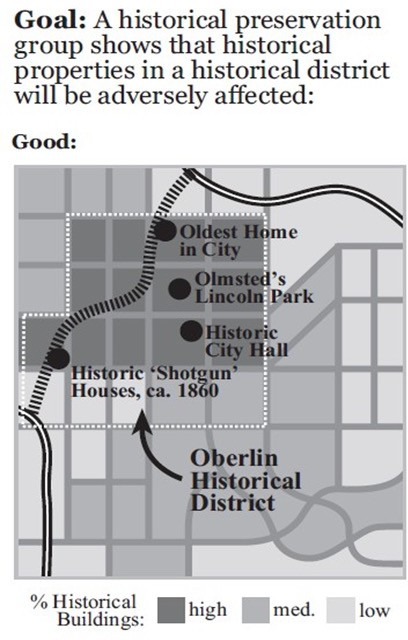 Goal: A historical preservation
group shows that historical
properties in a historical district
will be adversely affected:
Good:
Oldest Home
in City
Olmsted's
Lincoln Park
Historic
City Hall
Historic 'Shotgun'
Houses, ca. 1860
Oberlin
Historical
District
% Historical
Buildings:
high
med.
low